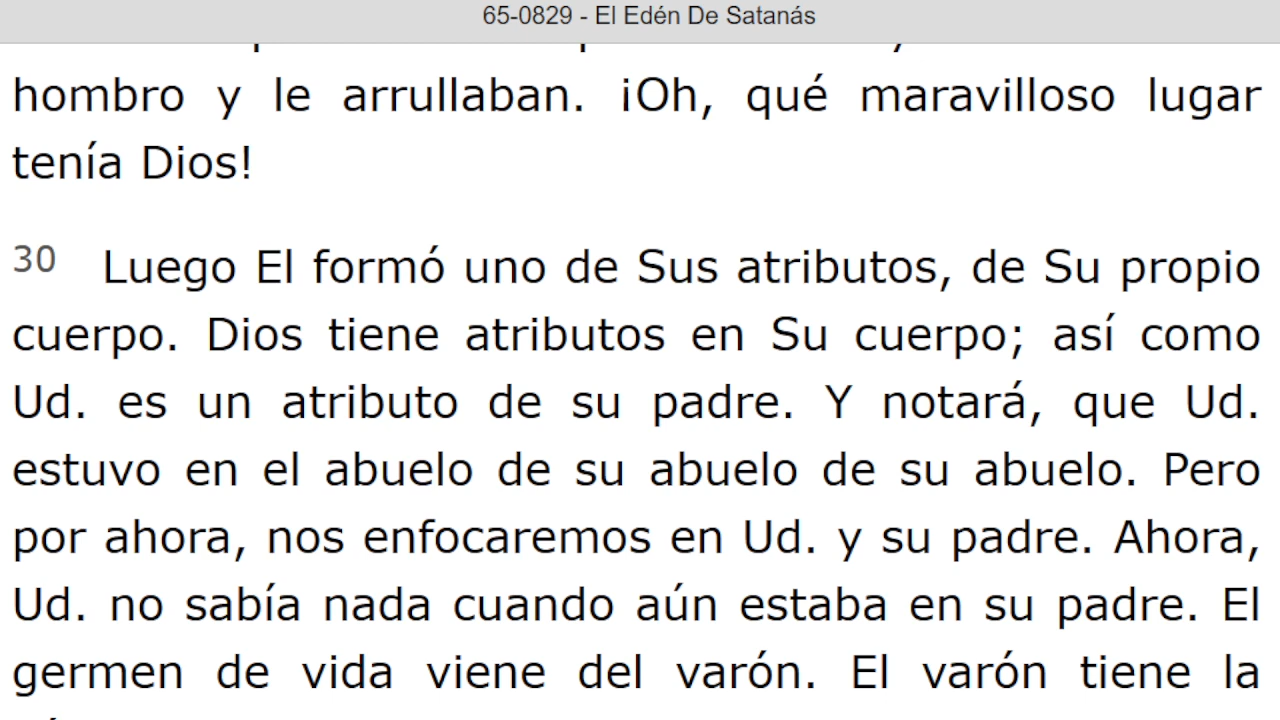 65-0829 - El Edén De Satanás
hombro y le arrullaban. ¡Oh, qué maravilloso lugar
tenía Dios!
30 Luego El formó uno de Sus atributos, de Su propio
cuerpo. Dios tiene atributos en Su cuerpo; así como
Ud. es un atributo de su padre. Y notará, que Ud.
estuvo en el abuelo de su abuelo de su abuelo. Pero
por ahora, nos enfocaremos en Ud. y su padre. Ahora,
Ud. no sabía nada cuando aún estaba en su padre. El
germen de vida viene del varón. El varón tiene la